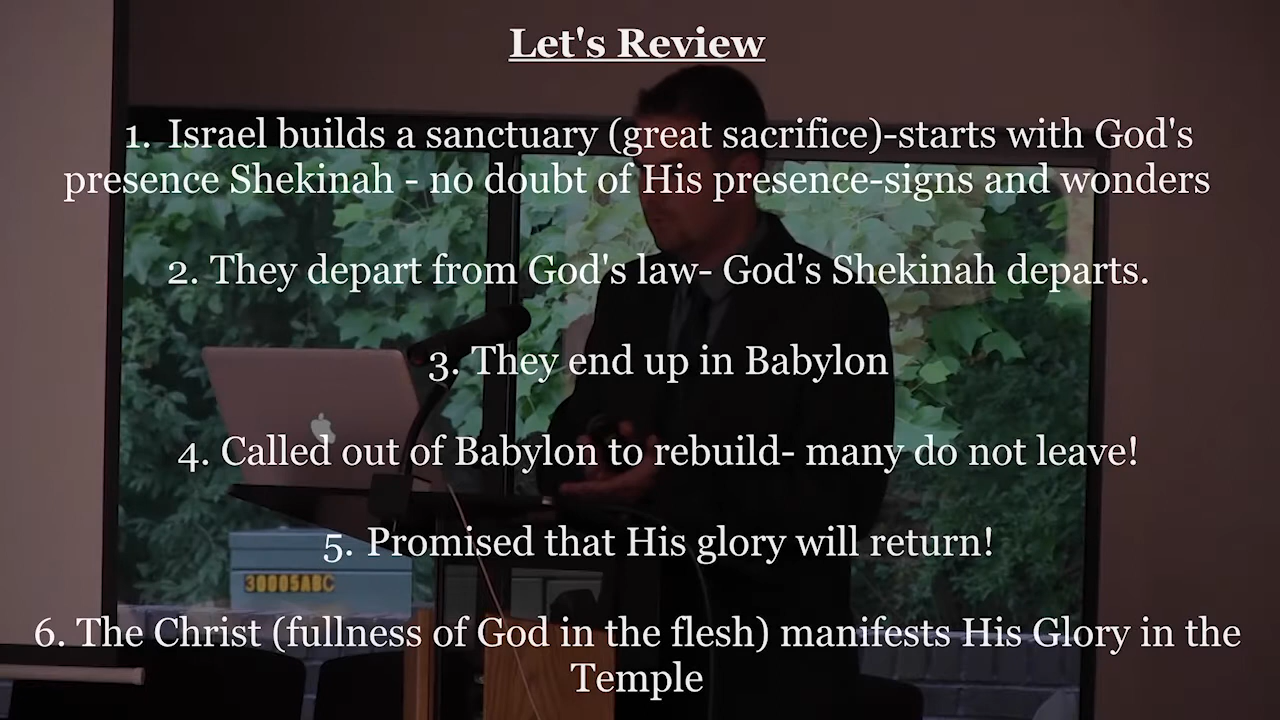 Let's Review
1. Israel builds a sanctuary (great sacrifice)-starts with God's
presence Shekinah - no doubt of His presence-signs and wonders
2. They depart from God's law- God's Shekinah departs.
3. They end up in Babylon
4. Called out of Babylon to rebuild- many do not leave!
5. Promised that His glory will return!
30005ABC
6. The Christ (fullness of God in the flesh) manifests His Glory in the
Temple